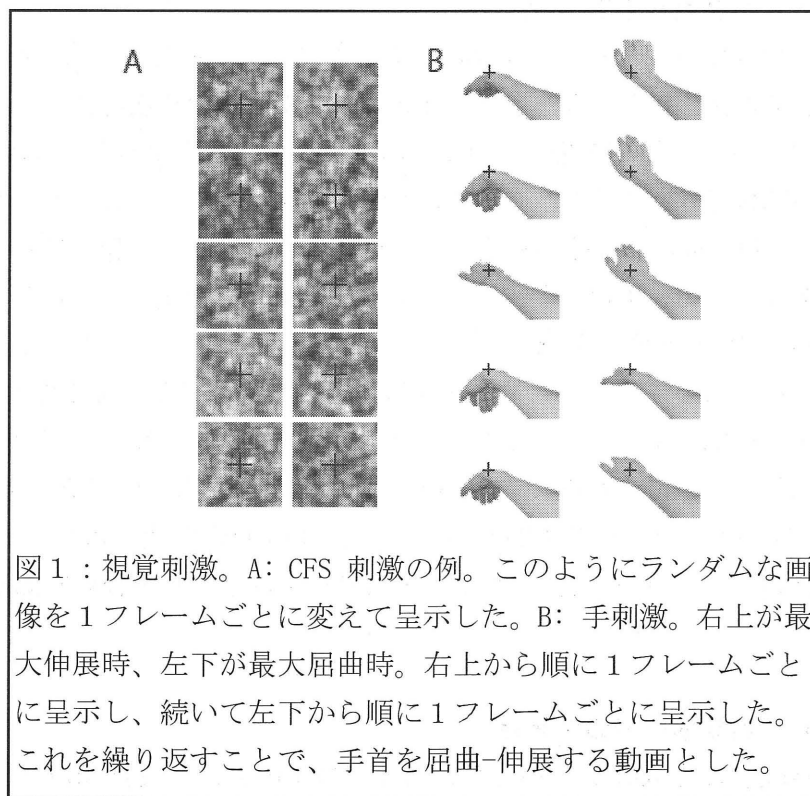 A B
図1：視覚刺激。A: CFS 刺激の例。このようにランダムな画
像を1フレームごとに変えて呈示した。B: 手刺激。右上が最
大伸展時、左下が最大屈曲時。右上から順に1フレームごと
に呈示し、続いて左下から順に1フレームごとに呈示した。
これを繰り返すことで、手首を屈曲-伸展する動画とした。